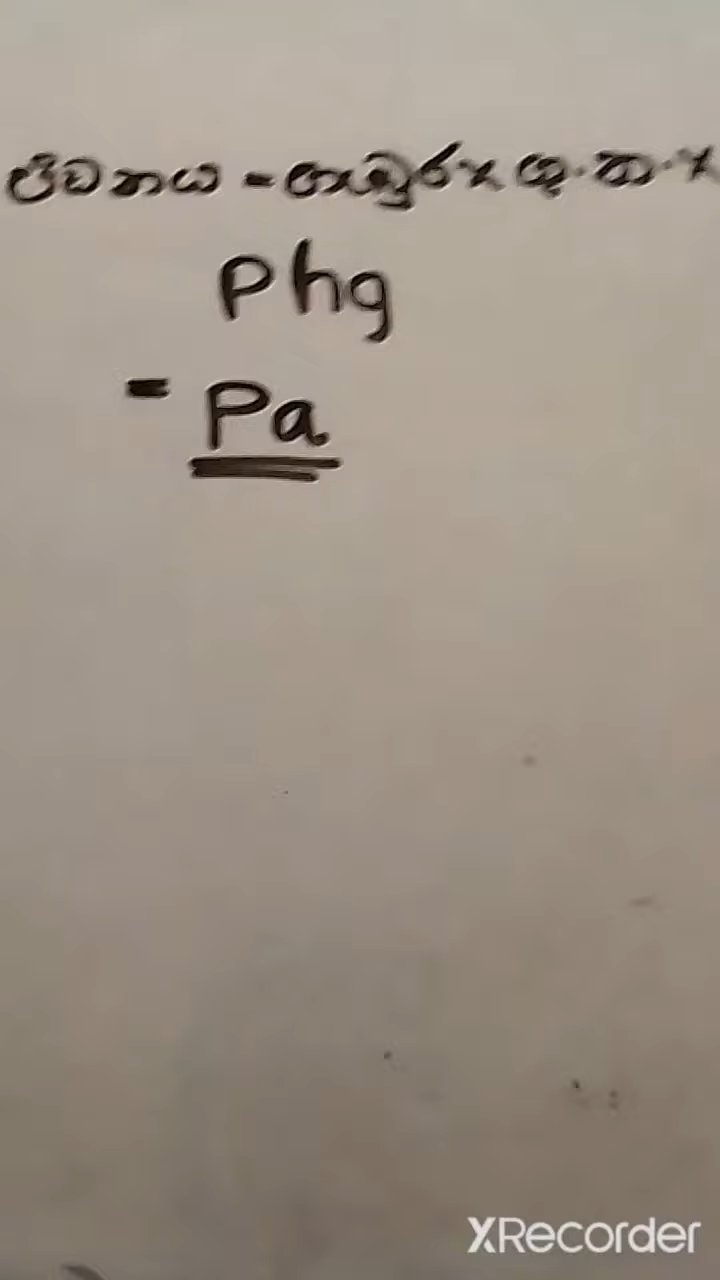 පීඩනය = ගැඹුර x ගු.ත්‍ව.x
Phg
= Pa
XRecorder